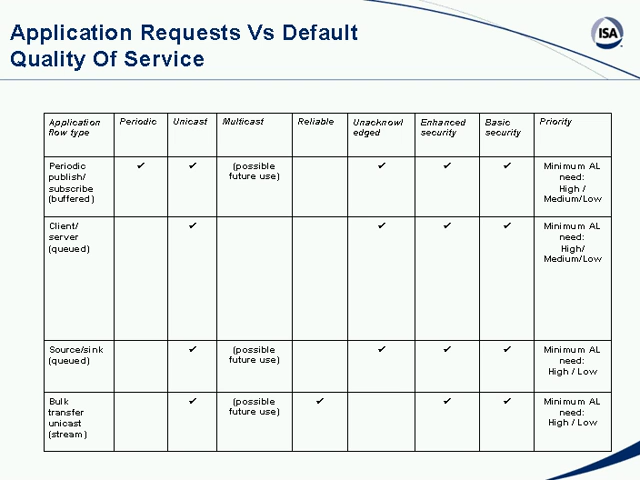 Application Requests Vs Default
Quality Of Service
ISA
Application flow type Periodic Unicast Multicast Reliable Unacknowl edged Enhanced security Basic security Priority
Periodic publish/ subscribe (buffered) ✓ ✓ (possible future use) ✓ ✓ ✓ Minimum AL need: High / Medium/Low
Client/ server (queued) ✓ ✓ ✓ ✓ Minimum AL need: High/ Medium/Low
Source/sink (queued) ✓ (possible future use) ✓ ✓ ✓ Minimum AL need: High / Low
Bulk transfer unicast (stream) ✓ (possible future use) ✓ ✓ ✓ Minimum AL need: High / Low